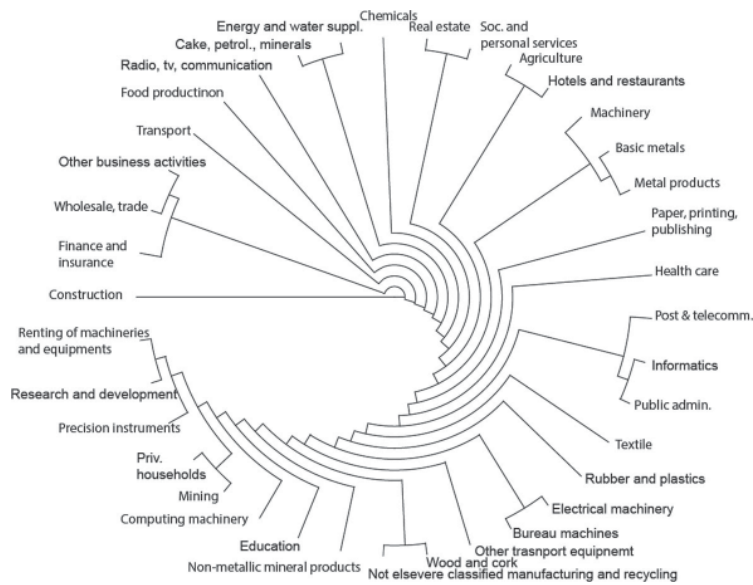 Chemicals
Energy and water suppl.
Real estate
Soc. and
personal services
Cake, petrol., minerals
Agriculture
Radio, tv, communication
Hotels and restaurants
Food productinon
Machinery
Transport
Basic metals
Other business activities
Metal products
Wholesale, trade
Paper, printing,
publishing
Finance and
insurance
Health care
Construction
Post & telecomm.
Renting of machineries
and equipments
Informatics
Research and development
Public admin.
Precision instruments
Textile
Priv.
households
Rubber and plastics
Mining
Electrical machinery
Computing machinery
Bureau machines
Education
Other trasnport equipnemt
Non-metallic mineral products
Wood and cork
Not elsevere classified manufacturing and recycling